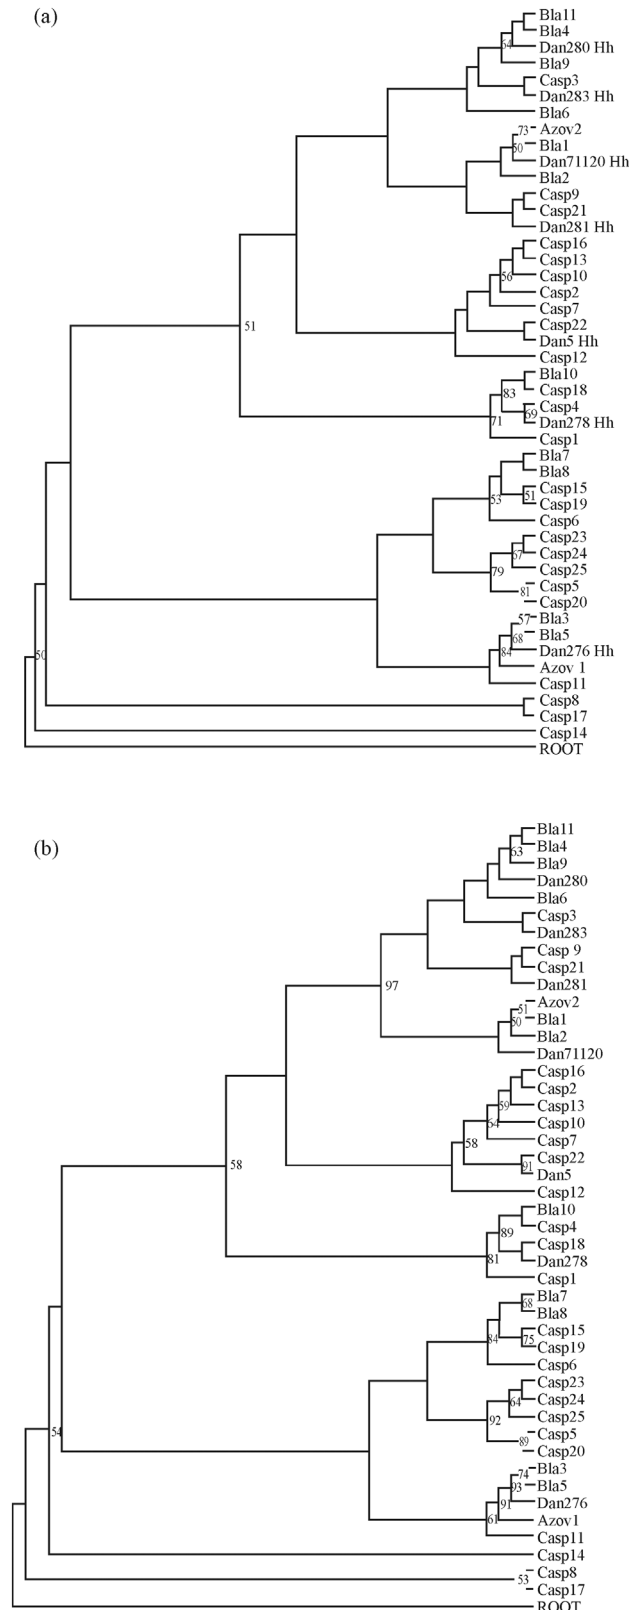 (a)
Bla11
Bla4
64
Dan280 Hh
Bla9
Casp3
Dan283 Hh
Bla6
73
Azov2
50
Bla1
Dan71120 Hh
Bla2
Casp9
Casp21
Dan281 Hh
Casp16
Casp13
56
Casp10
Casp2
Casp7
Casp22
51
Dan5 Hh
Casp12
Bla10
83
Casp18
Casp4
69
71
Dan278 Hh
Casp1
Bla7
Bla8
Casp15
53
51
Casp19
Casp6
Casp23
67
Casp24
79
Casp25
Casp5
81
Casp20
57
Bla3
68
Bla5
84
Dan276 Hh
50
Azov 1
Casp11
Casp8
Casp17
Casp14
ROOT
(b)
Bla11
63
Bla4
Bla9
Dan280
Bla6
Casp3
Dan283
Casp 9
Casp21
97
Dan281
51
Azov2
50
Bla1
Bla2
Dan71120
Casp16
Casp2
59
Casp13
64
Casp10
58
Casp7
Casp22
58
91
Dan5
Casp12
Bla10
89
Casp4
Casp18
81
Dan278
Casp1
68
Bla7
Bla8
84
75
Casp15
Casp19
Casp6
Casp23
64
Casp24
92
Casp25
54
89
Casp5
Casp20
74
Bla3
93
Bla5
91
Dan276
61
Azov1
Casp11
Casp14
53
Casp8
Casp17
ROOT